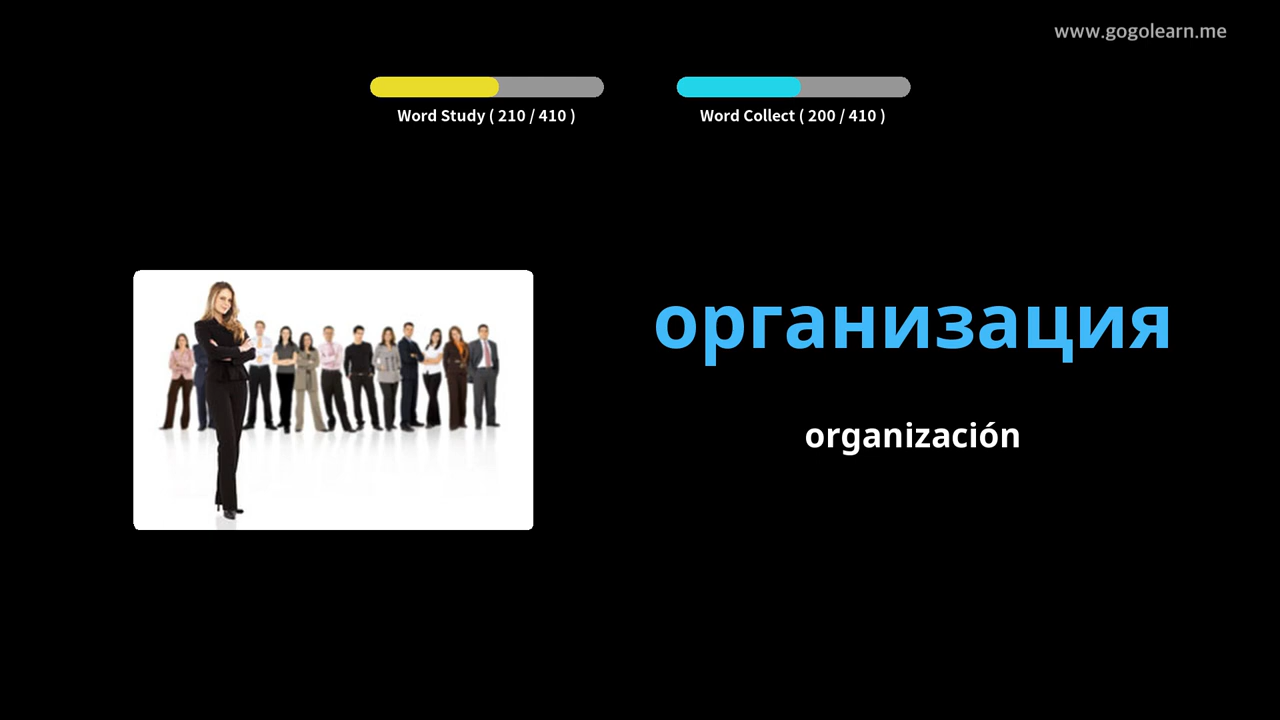 www.gogolearn.me
Word Study ( 210 / 410 )
Word Collect ( 200 / 410 )
организация
organización